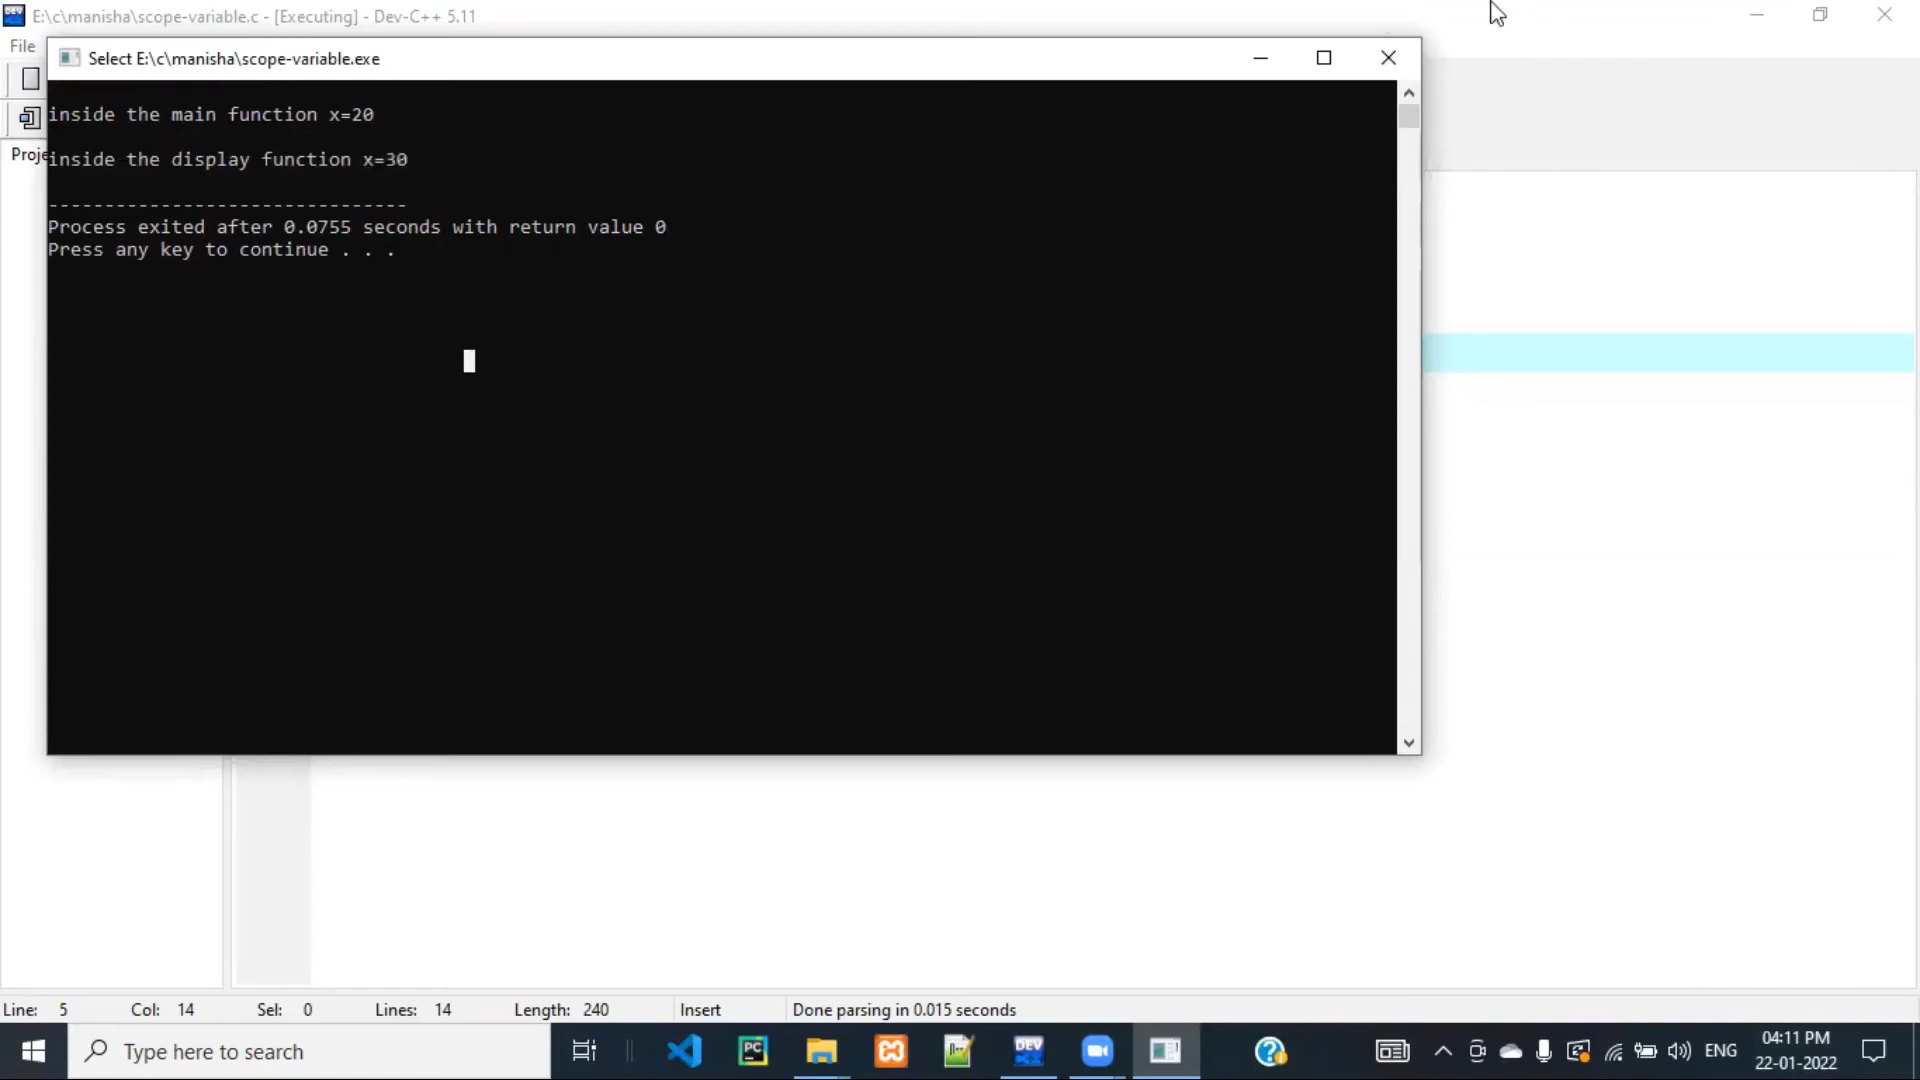 E:\c\manisha\scope-variable.c - [Executing] - Dev-C++ 5.11
File
Select E:\c\manisha\scope-variable.exe
inside the main function x=20
Proje
inside the display function x=30
--------------------------------
Process exited after 0.0755 seconds with return value 0
Press any key to continue . . .
Line: 5 Col: 14 Sel: 0 Lines: 14 Length: 240 Insert Done parsing in 0.015 seconds
Type here to search
PC
DEV
ENG
04:11 PM
22-01-2022